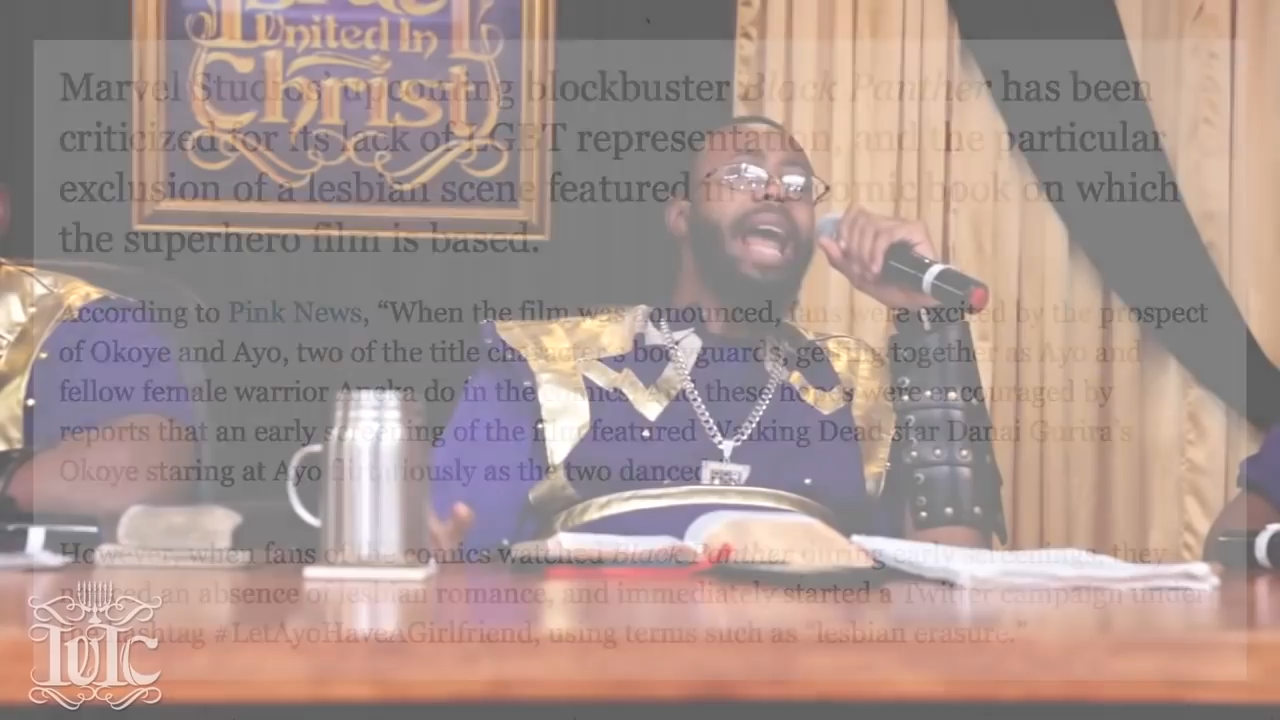 United In
Christ
Marvel Studios' upcoming blockbuster Black Panther has been
criticized for its lack of LGBT representation, and the particular
exclusion of a lesbian scene featured in the comic book on which
the superhero film is based.
According to Pink News, “When the film was announced, fans were excited by the prospect
of Okoye and Ayo, two of the title character's bodyguards, getting together as Ayo and
fellow female warrior Aneka do in the comics. And these hopes were encouraged by
reports that an early screening of the film featured Walking Dead star Danai Gurira's
Okoye staring at Ayo flirtatiously as the two danced.
However, when fans of the comics watched Black Panther during early screenings, they
an absence of lesbian romance, and immediately started a Twitter campaign under
the hashtag #LetAyoHaveAGirlfriend, using terms such as “lesbian erasure.”
IUIC